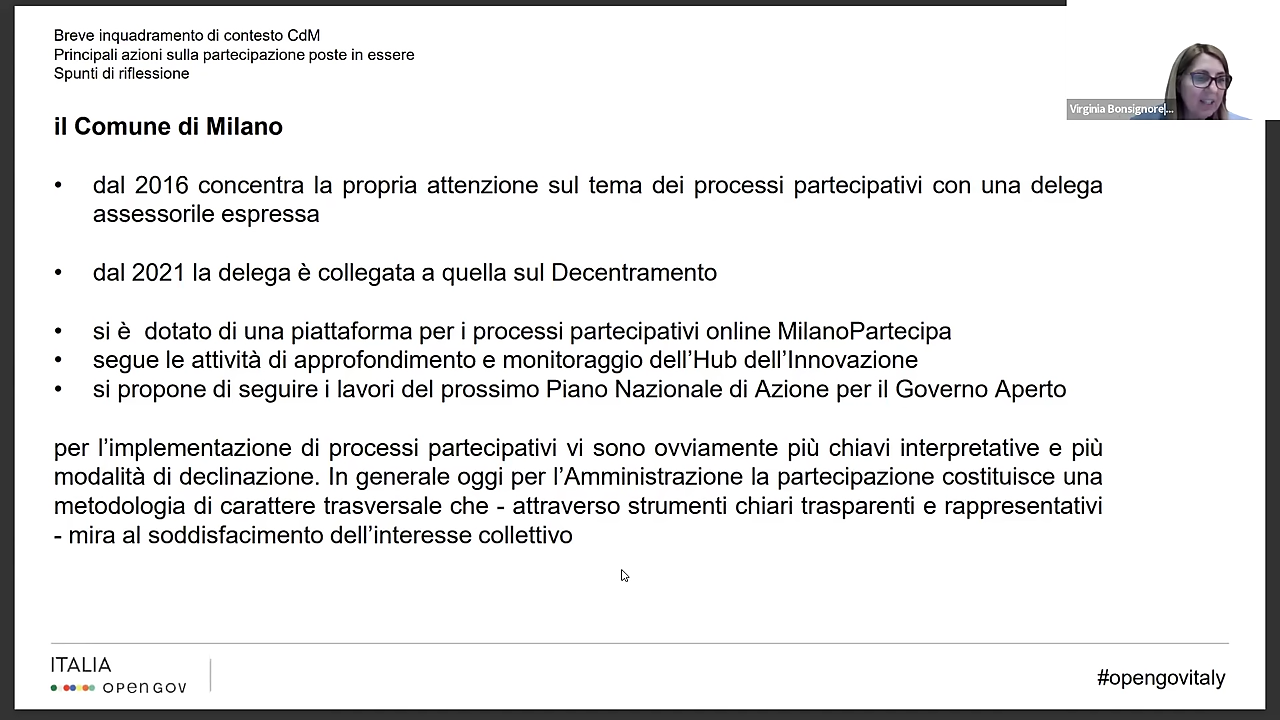 Breve inquadramento di contesto CdM
Principali azioni sulla partecipazione poste in essere
Spunti di riflessione
Virginia Bonsignore|...
il Comune di Milano
• dal 2016 concentra la propria attenzione sul tema dei processi partecipativi con una delega
assessorile espressa
• dal 2021 la delega è collegata a quella sul Decentramento
• si è  dotato di una piattaforma per i processi partecipativi online MilanoPartecipa
• segue le attività di approfondimento e monitoraggio dell’Hub dell’Innovazione
• si propone di seguire i lavori del prossimo Piano Nazionale di Azione per il Governo Aperto
per l’implementazione di processi partecipativi vi sono ovviamente più chiavi interpretative e più
modalità di declinazione. In generale oggi per l’Amministrazione la partecipazione costituisce una
metodologia di carattere trasversale che - attraverso strumenti chiari trasparenti e rappresentativi
- mira al soddisfacimento dell’interesse collettivo
ITALIA
OPEN GOV
#opengovitaly